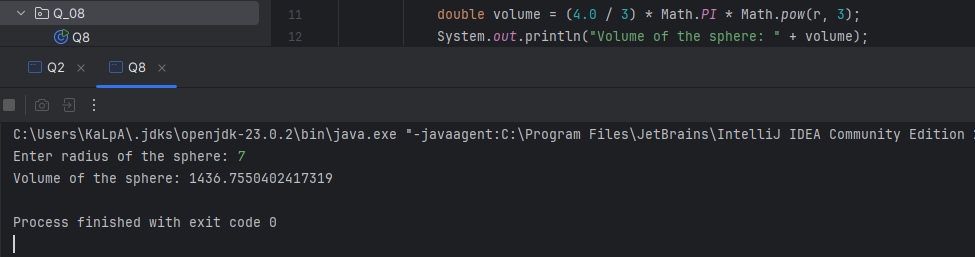 Q_08
Q8
11 double volume = (4.0 / 3) * Math.PI * Math.pow(r, 3);
12 System.out.println("Volume of the sphere: " + volume);
Q2 × Q8 ×
C:\Users\KaLpA\.jdks\openjdk-23.0.2\bin\java.exe "-javaagent:C:\Program Files\JetBrains\IntelliJ IDEA Community Edition
Enter radius of the sphere: 7
Volume of the sphere: 1436.7550402417319
Process finished with exit code 0